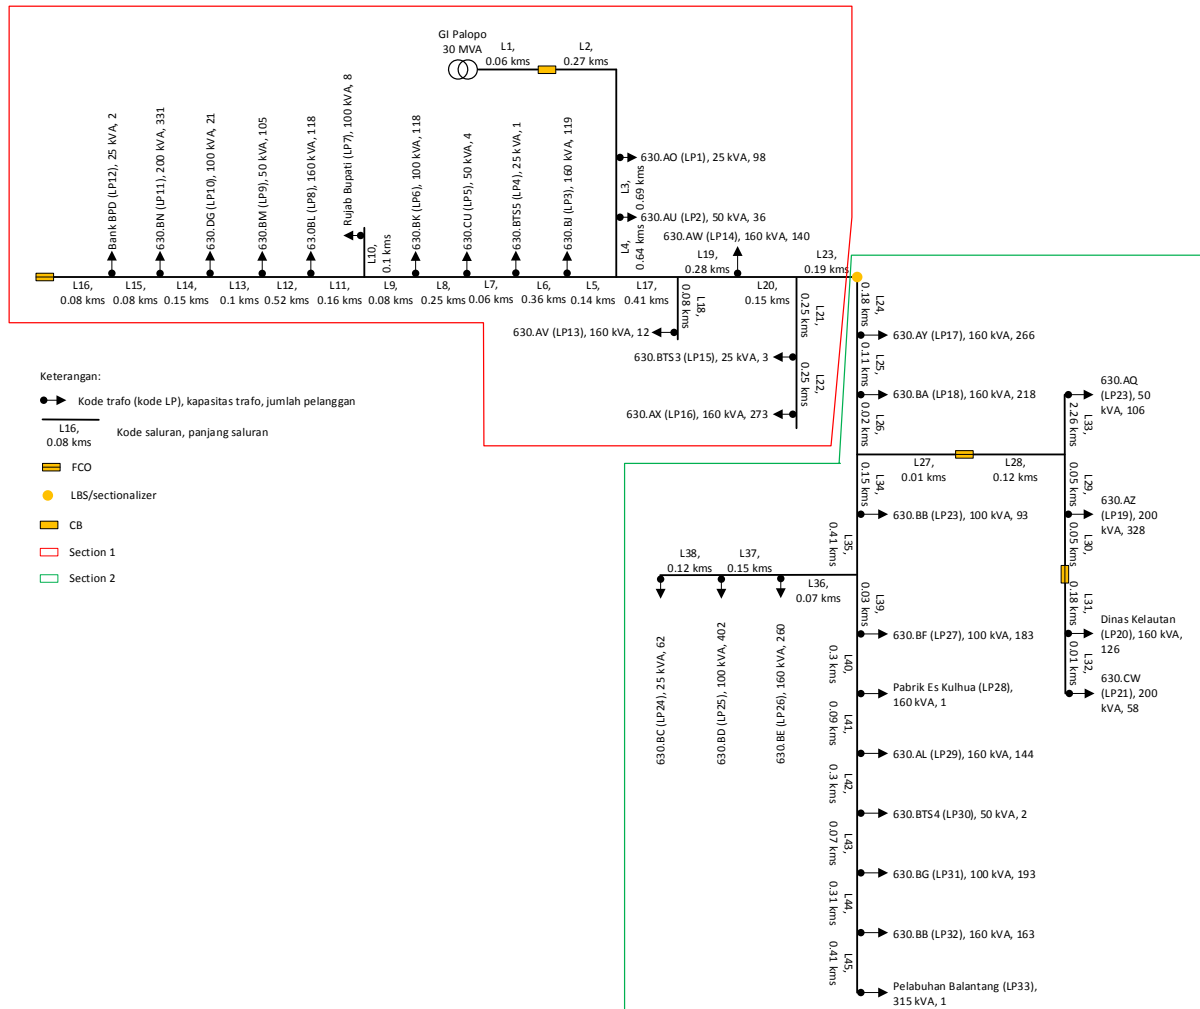 GI Palopo
30 MVA
L1,
0.06 kms
L2,
0.27 kms
Bank BPD (LP12), 25 kVA, 2
630.BN (LP11), 200 kVA, 331
630.DG (LP10), 100 kVA, 21
630.BM (LP9), 50 kVA, 105
63.0BL (LP8), 160 kVA, 118
Rujab Bupati (LP7), 100 kVA, 8
630.BK (LP6), 100 kVA, 118
630.CU (LP5), 50 kVA, 4
630.BTS5 (LP4), 25 kVA, 1
630.BJ (LP3), 160 kVA, 119
630.AO (LP1), 25 kVA, 98
L3,
0.69 kms
630.AU (LP2), 50 kVA, 36
L4,
0.64 kms
630.AW (LP14), 160 kVA, 140
L10,
0.1 kms
L19,
0.28 kms
L23,
0.19 kms
L16,
0.08 kms
L15,
0.08 kms
L14,
0.15 kms
L13,
0.1 kms
L12,
0.52 kms
L11,
0.16 kms
L9,
0.08 kms
L8,
0.25 kms
L7,
0.06 kms
L6,
0.36 kms
L5,
0.14 kms
L17,
0.41 kms
L18,
0.08 kms
L20,
0.15 kms
L21,
0.25 kms
630.AV (LP13), 160 kVA, 12
630.BTS3 (LP15), 25 kVA, 3
L22,
0.25 kms
630.AX (LP16), 160 kVA, 273
L24,
0.18 kms
630.AY (LP17), 160 kVA, 266
L25,
0.11 kms
630.BA (LP18), 160 kVA, 218
L26,
0.02 kms
L27,
0.01 kms
L28,
0.12 kms
630.AQ
(LP23), 50
kVA, 106
L33,
2.26 kms
L29,
0.05 kms
630.AZ
(LP19), 200
kVA, 328
L30,
0.05 kms
L31,
0.18 kms
Dinas Kelautan
(LP20), 160 kVA,
126
L32,
0.01 kms
630.CW
(LP21), 200
kVA, 58
L34,
0.15 kms
630.BB (LP23), 100 kVA, 93
L35,
0.41 kms
L38,
0.12 kms
L37,
0.15 kms
L36,
0.07 kms
630.BC (LP24), 25 kVA, 62
630.BD (LP25), 100 kVA, 402
630.BE (LP26), 160 kVA, 260
L39,
0.03 kms
630.BF (LP27), 100 kVA, 183
L40,
0.3 kms
Pabrik Es Kulhua (LP28),
160 kVA, 1
L41,
0.09 kms
630.AL (LP29), 160 kVA, 144
L42,
0.3 kms
630.BTS4 (LP30), 50 kVA, 2
L43,
0.07 kms
630.BG (LP31), 100 kVA, 193
L44,
0.31 kms
630.BB (LP32), 160 kVA, 163
L45,
0.41 kms
Pelabuhan Balantang (LP33),
315 kVA, 1
Keterangan:
Kode trafo (kode LP), kapasitas trafo, jumlah pelanggan
L16,
0.08 kms
Kode saluran, panjang saluran
FCO
LBS/sectionalizer
CB
Section 1
Section 2